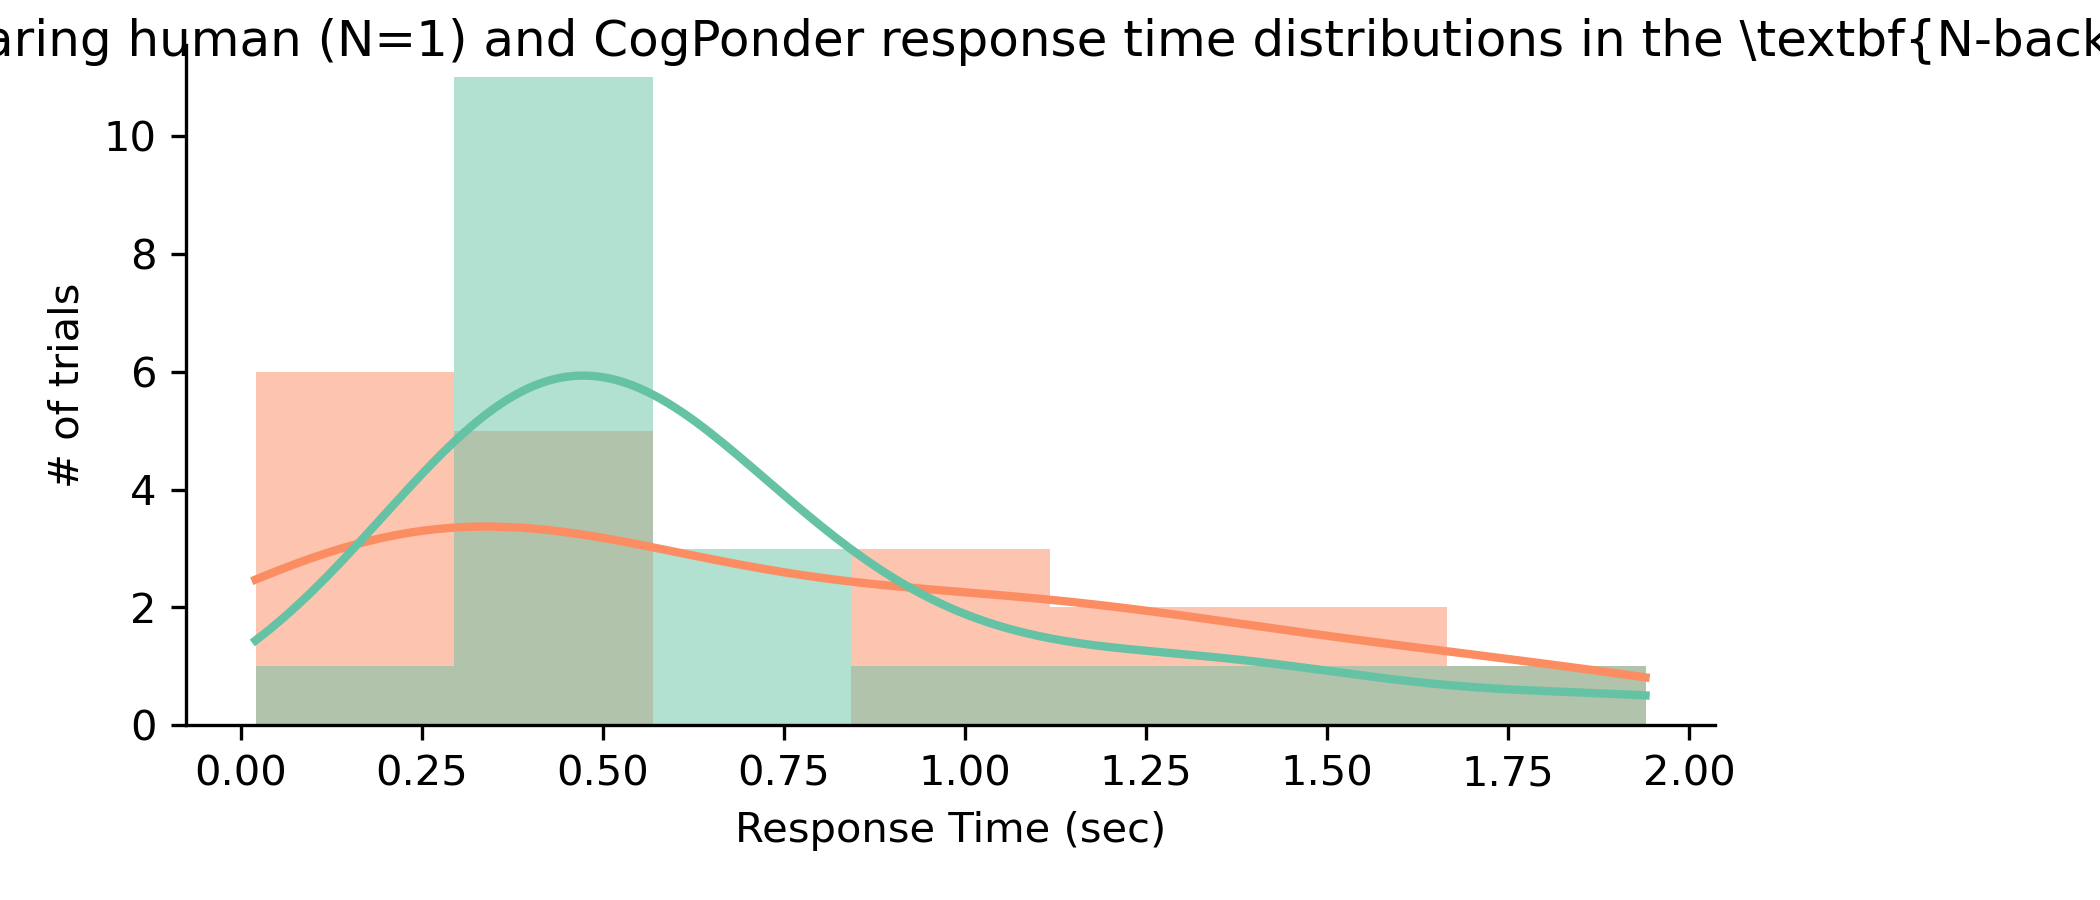 aring human (N=1) and CogPonder response time distributions in the \textbf{N-back
10
8
6
4
2
0
# of trials
0.00 0.25 0.50 0.75 1.00 1.25 1.50 1.75 2.00
Response Time (sec)